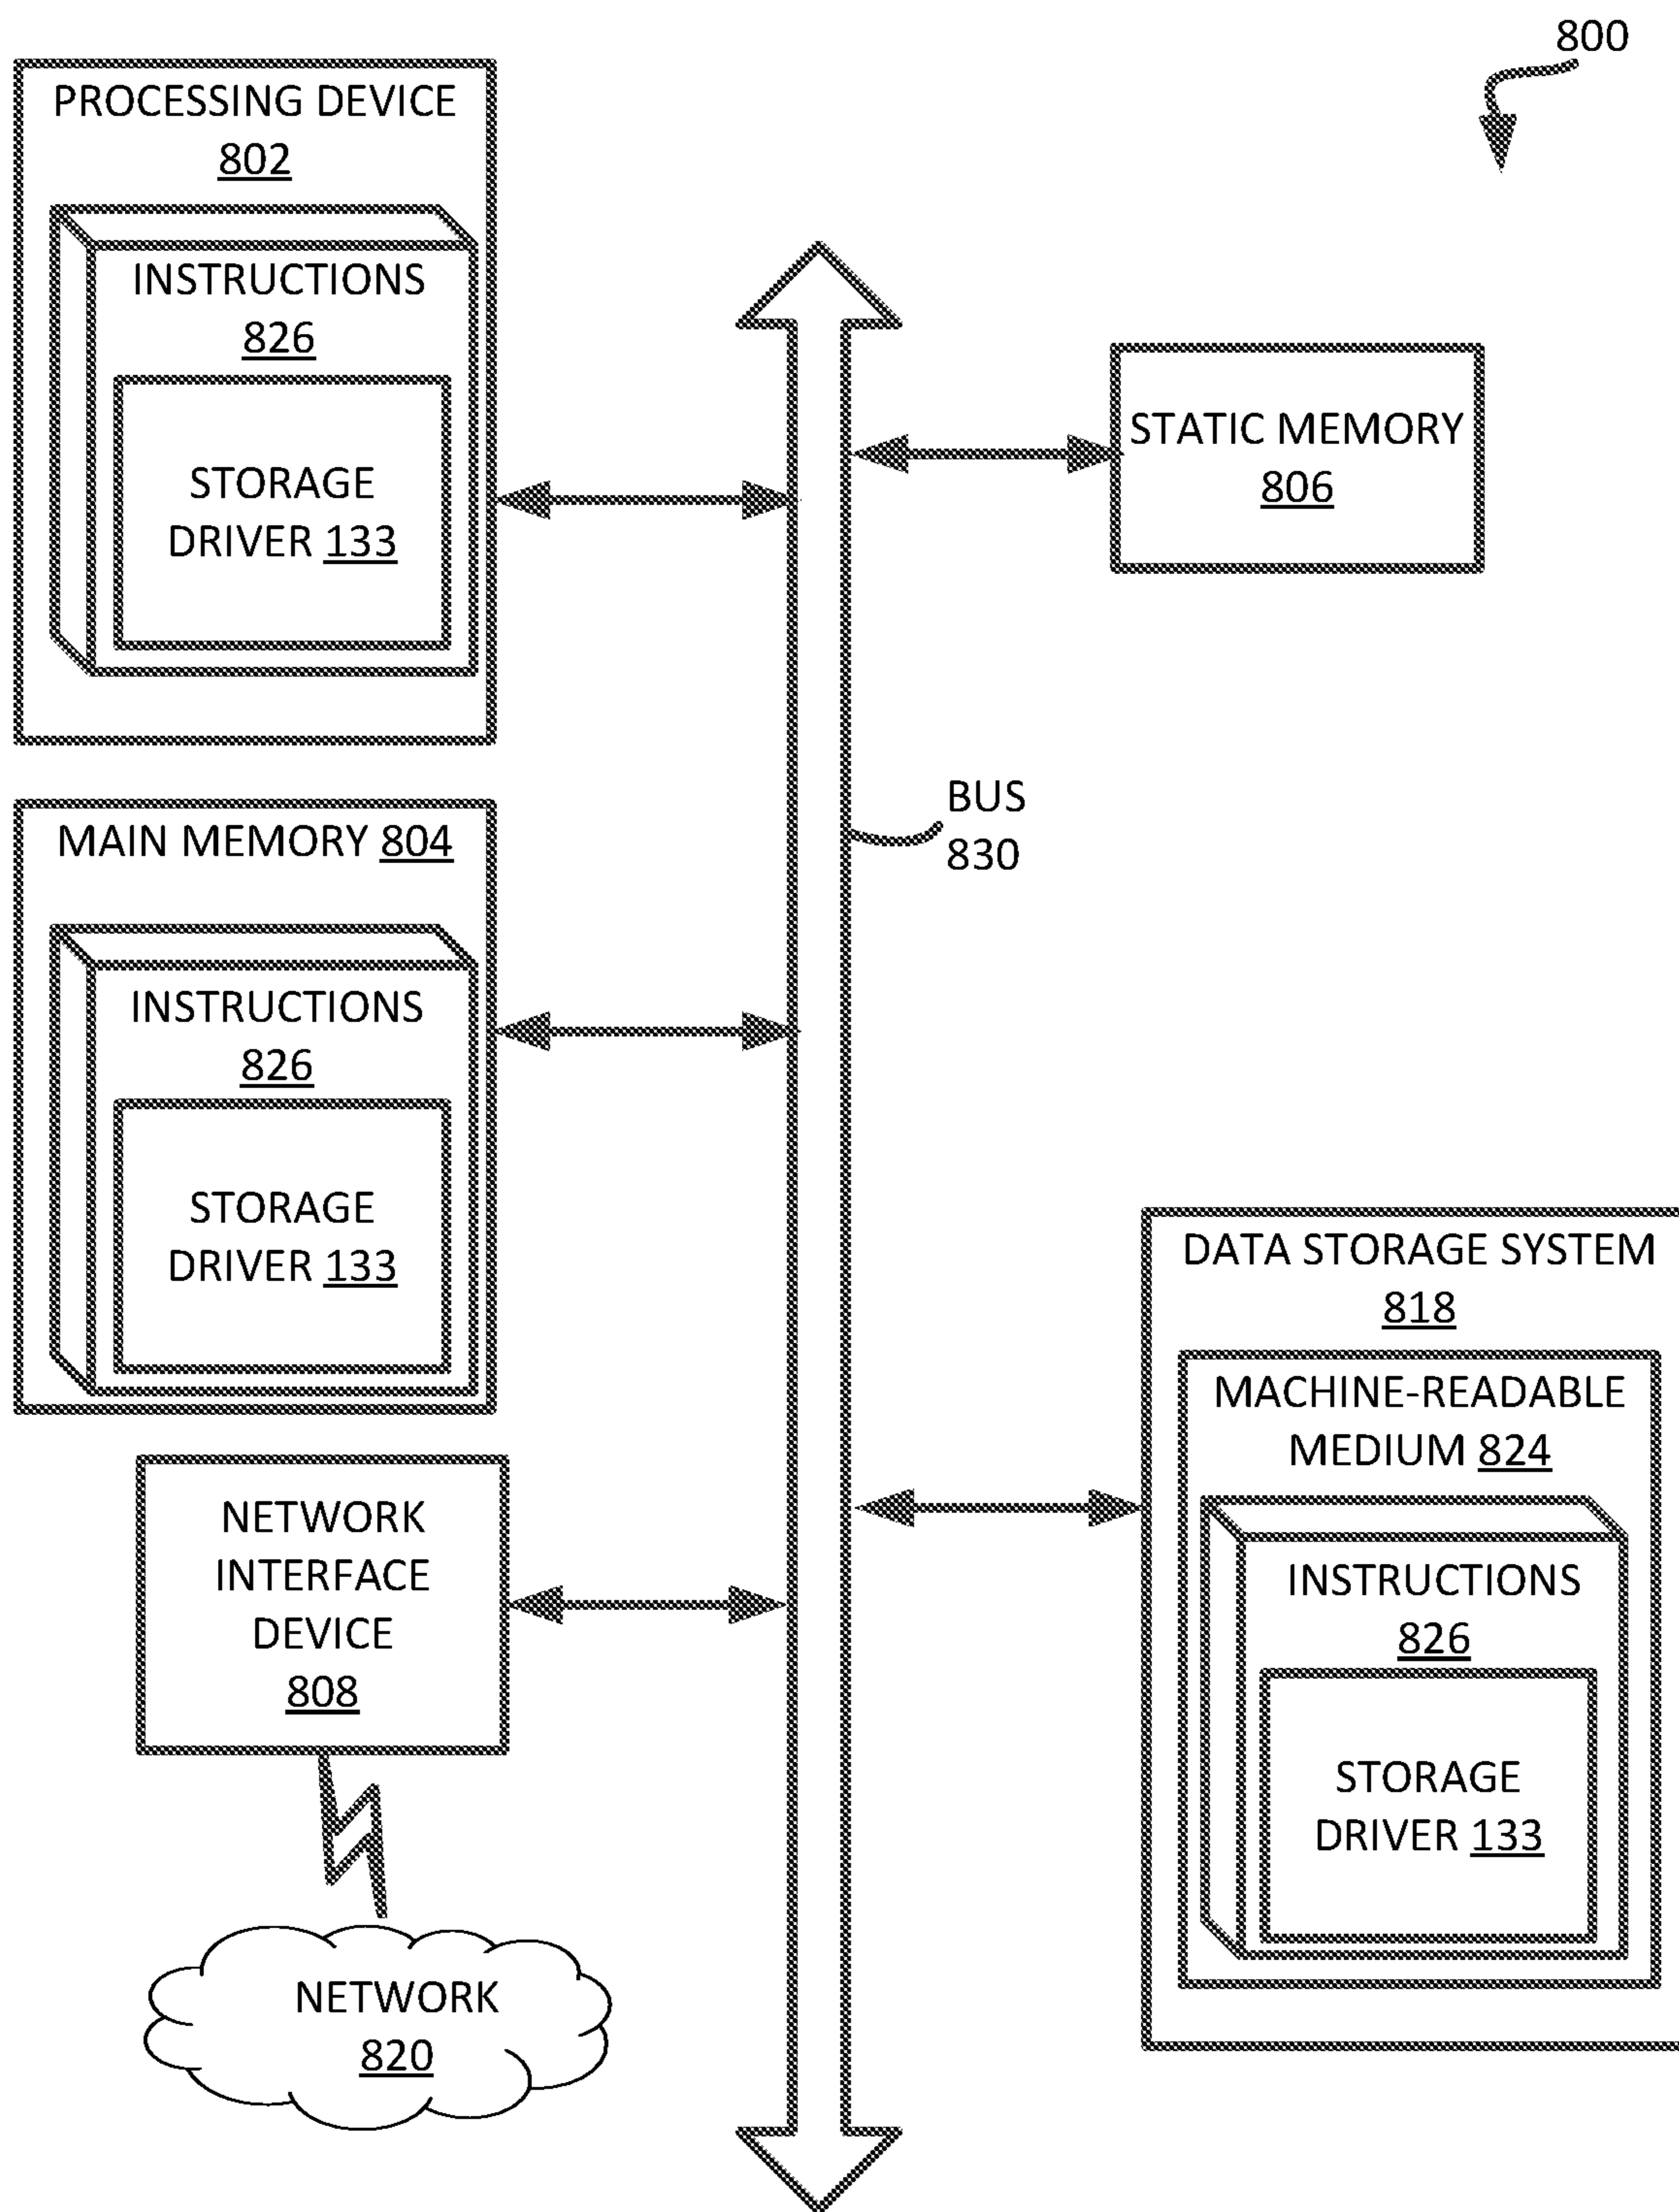 800
PROCESSING DEVICE
802
INSTRUCTIONS
826
STORAGE
DRIVER 133
STATIC MEMORY
806
BUS
830
MAIN MEMORY 804
INSTRUCTIONS
826
STORAGE
DRIVER 133
DATA STORAGE SYSTEM
818
MACHINE-READABLE
MEDIUM 824
INSTRUCTIONS
826
STORAGE
DRIVER 133
NETWORK
INTERFACE
DEVICE
808
NETWORK
820